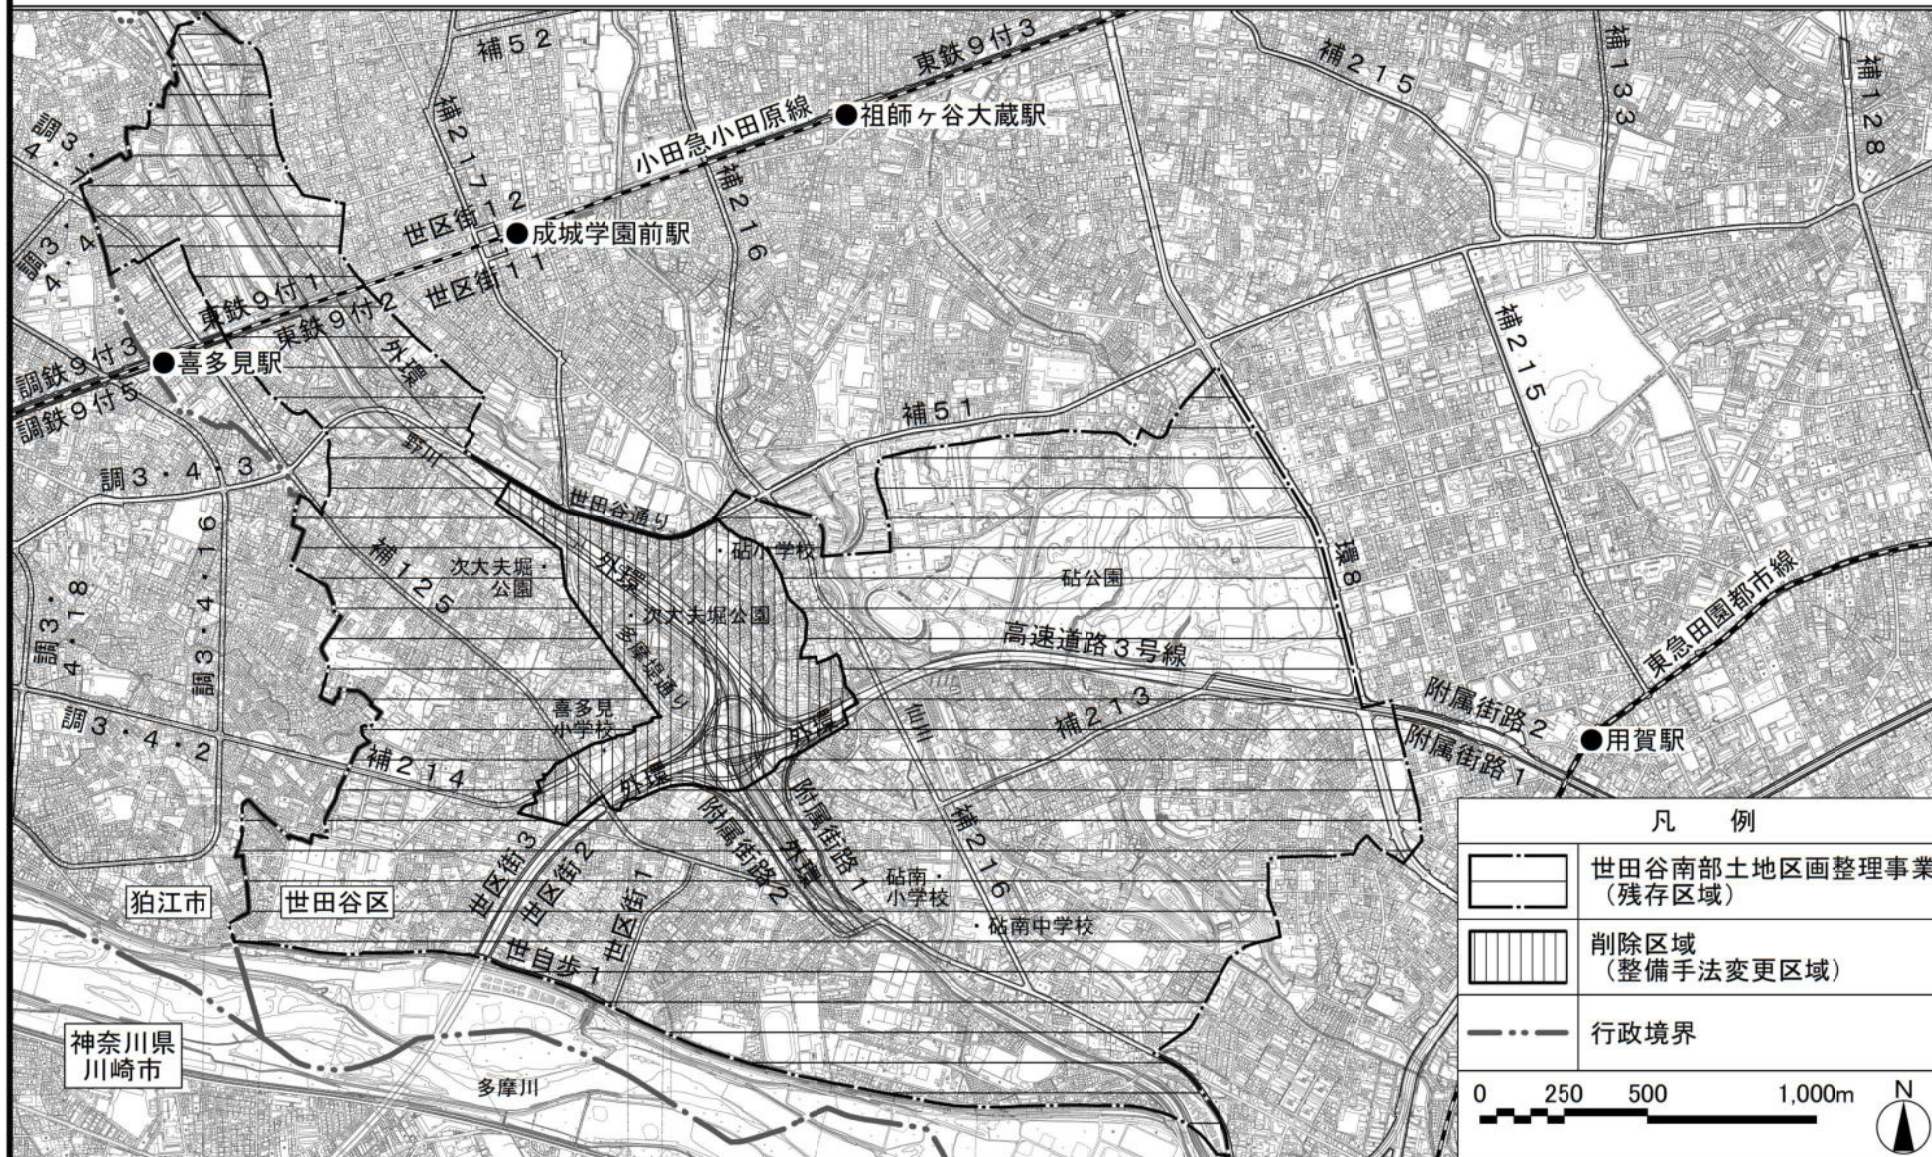 補５２
東鉄９付３
補２１５
補１３３
補１２８
調３・
４・
補２１７
小田急小田原線
祖師ヶ谷大蔵駅
補２１６
世区街１２
成城学園前駅
世区街１１
調３・
４・４
東鉄９付１
東鉄９付２
外環
調鉄９付３
喜多見駅
調鉄９付５
補２１５
補５１
野川
調３・４・３
世田谷通り
調３・４・１６
補１２５
次大夫堀・
公園
外環
砧小学校
砧公園
環８
・次大夫堀公園
多摩堤通り
高速道路３号線
東急田園都市線
調３・
４・１８
調３・４・２
喜多見
小学校
仙川
補２１３
附属街路２
用賀駅
附属街路１
補２１４
外環
外環
附属街路２
附属街路１
外環
補２１６
世区街３
世区街２
世区街１
砧南・
小学校
・砧南中学校
狛江市
世田谷区
世自歩１
神奈川県
川崎市
多摩川
凡　例
世田谷南部土地区画整理事業
（残存区域）
削除区域
（整備手法変更区域）
行政境界
0 250 500 1,000m
N